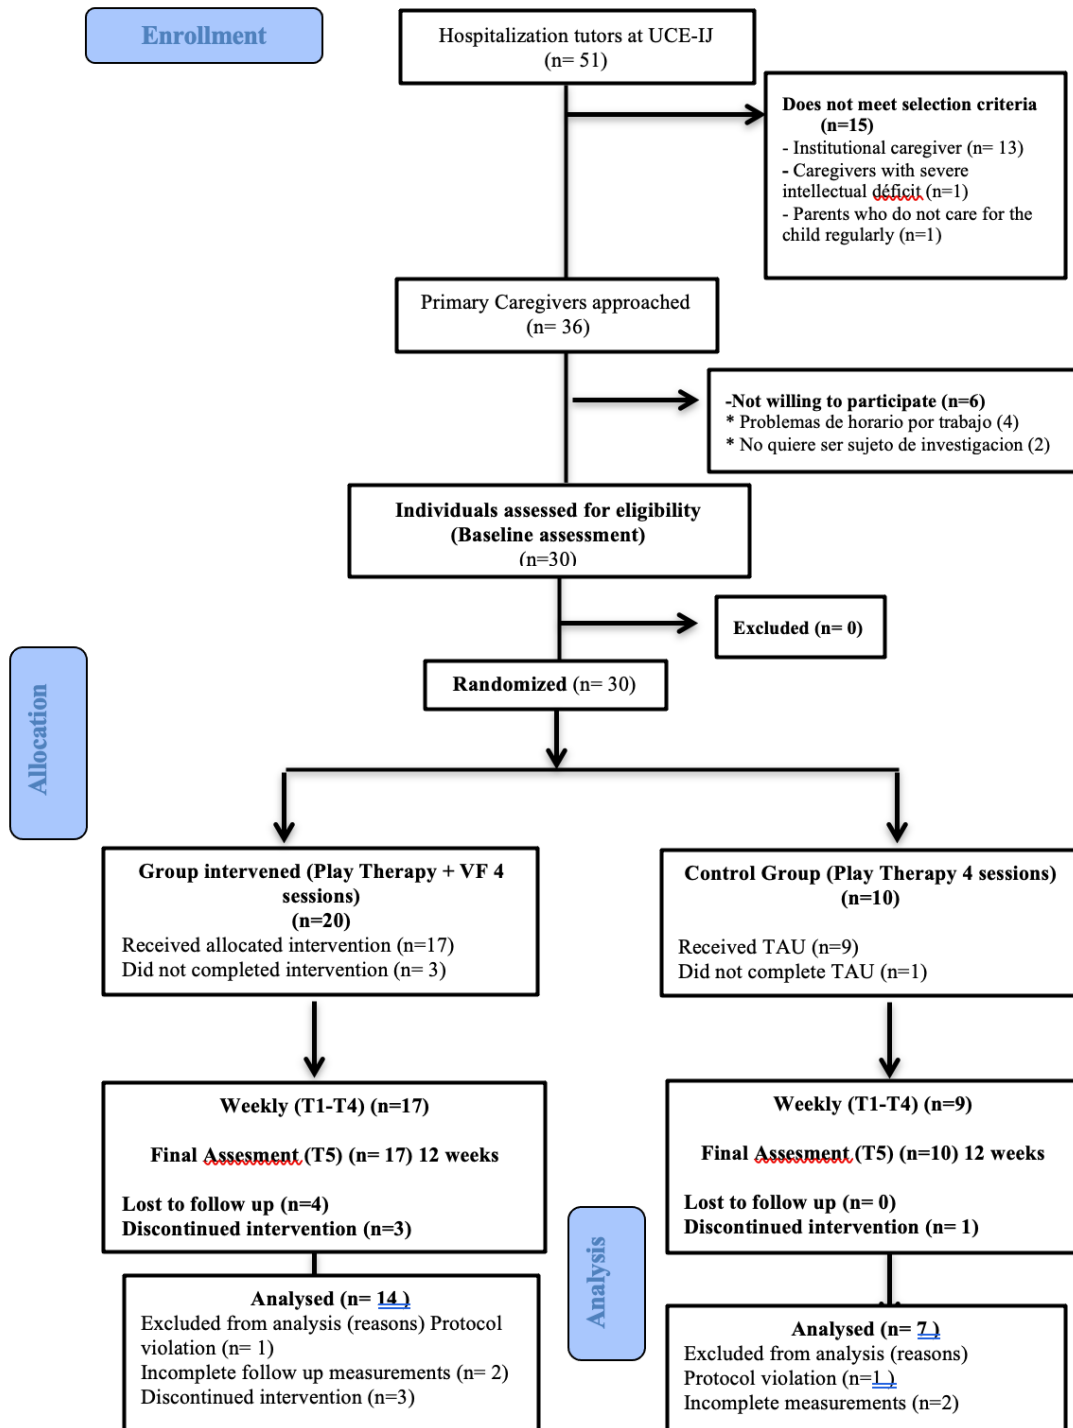 Enrollment
Hospitalization tutors at UCE-IJ
(n= 51)
Does not meet selection criteria
(n=15)
- Institutional caregiver (n= 13)
- Caregivers with severe
intellectual déficit (n=1)
- Parents who do not care for the
child regularly (n=1)
Primary Caregivers approached
(n= 36)
-Not willing to participate (n=6)
* Problemas de horario por trabajo (4)
* No quiere ser sujeto de investigacion (2)
Individuals assessed for eligibility
(Baseline assessment)
(n=30)
Excluded (n= 0)
Randomized (n= 30)
Allocation
Group intervened (Play Therapy + VF 4
sessions)
(n=20)
Received allocated intervention (n=17)
Did not completed intervention (n= 3)
Control Group (Play Therapy 4 sessions)
(n=10)
Received TAU (n=9)
Did not complete TAU (n=1)
Weekly (T1-T4) (n=17)
Final Assesment (T5) (n= 17) 12 weeks
Lost to follow up (n=4)
Discontinued intervention (n=3)
Weekly (T1-T4) (n=9)
Final Assesment (T5) (n=10) 12 weeks
Lost to follow up (n= 0)
Discontinued intervention (n= 1)
Analysis
Analysed (n= 14 )
Excluded from analysis (reasons) Protocol
violation (n= 1)
Incomplete follow up measurements (n= 2)
Discontinued intervention (n=3)
Analysed (n= 7 )
Excluded from analysis (reasons)
Protocol violation (n=1 )
Incomplete measurements (n=2)